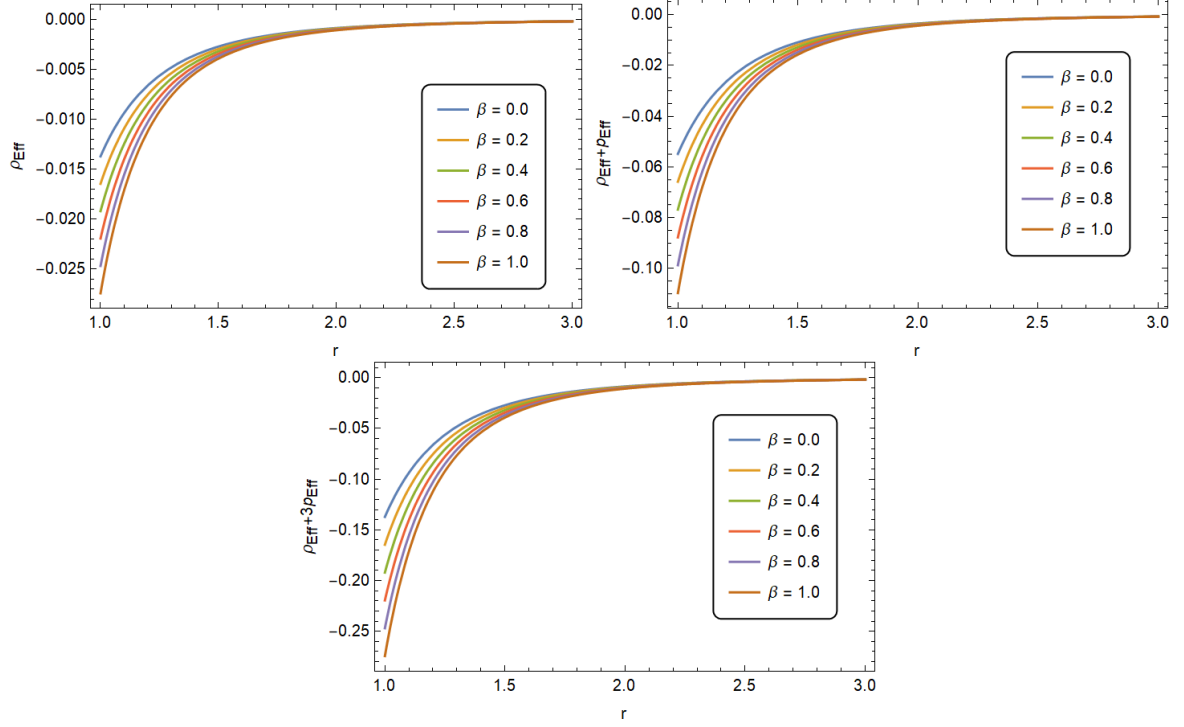 0.000
−0.005
−0.010
−0.015
−0.020
−0.025
ρEff
β = 0.0
β = 0.2
β = 0.4
β = 0.6
β = 0.8
β = 1.0
1.0 1.5 2.0 2.5 3.0
r
0.00
−0.02
−0.04
−0.06
−0.08
−0.10
ρEff+pEff
β = 0.0
β = 0.2
β = 0.4
β = 0.6
β = 0.8
β = 1.0
1.0 1.5 2.0 2.5 3.0
r
0.00
−0.05
−0.10
−0.15
−0.20
−0.25
ρEff+3pEff
β = 0.0
β = 0.2
β = 0.4
β = 0.6
β = 0.8
β = 1.0
1.0 1.5 2.0 2.5 3.0
r